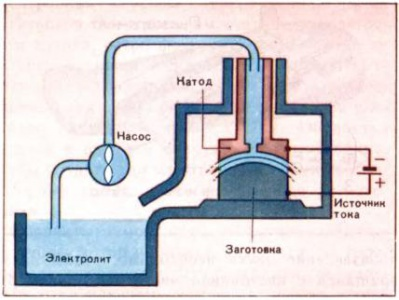 Катод
Насос
Источник
тока
Электролит
Заготовка